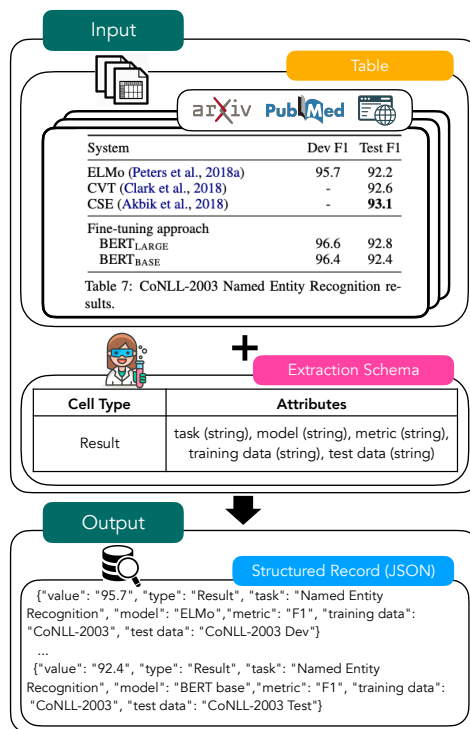 Input
Table
arXiv PubMed
System Dev F1 Test F1
ELMo (Peters et al., 2018a) 95.7 92.2
CVT (Clark et al., 2018) - 92.6
CSE (Akbik et al., 2018) - 93.1
Fine-tuning approach
BERTLARGE 96.6 92.8
BERTBASE 96.4 92.4
Table 7: CoNLL-2003 Named Entity Recognition re-
sults.
+
Extraction Schema
Cell Type Attributes
Result task (string), model (string), metric (string),
training data (string), test data (string)
Output
Structured Record (JSON)
{"value": "95.7", "type": "Result", "task": "Named Entity
Recognition", "model": "ELMo","metric": "F1", "training data":
"CoNLL-2003", "test data": "CoNLL-2003 Dev"}
...
{"value": "92.4", "type": "Result", "task": "Named Entity
Recognition", "model": "BERT base","metric": "F1", "training data":
"CoNLL-2003", "test data": "CoNLL-2003 Test"}